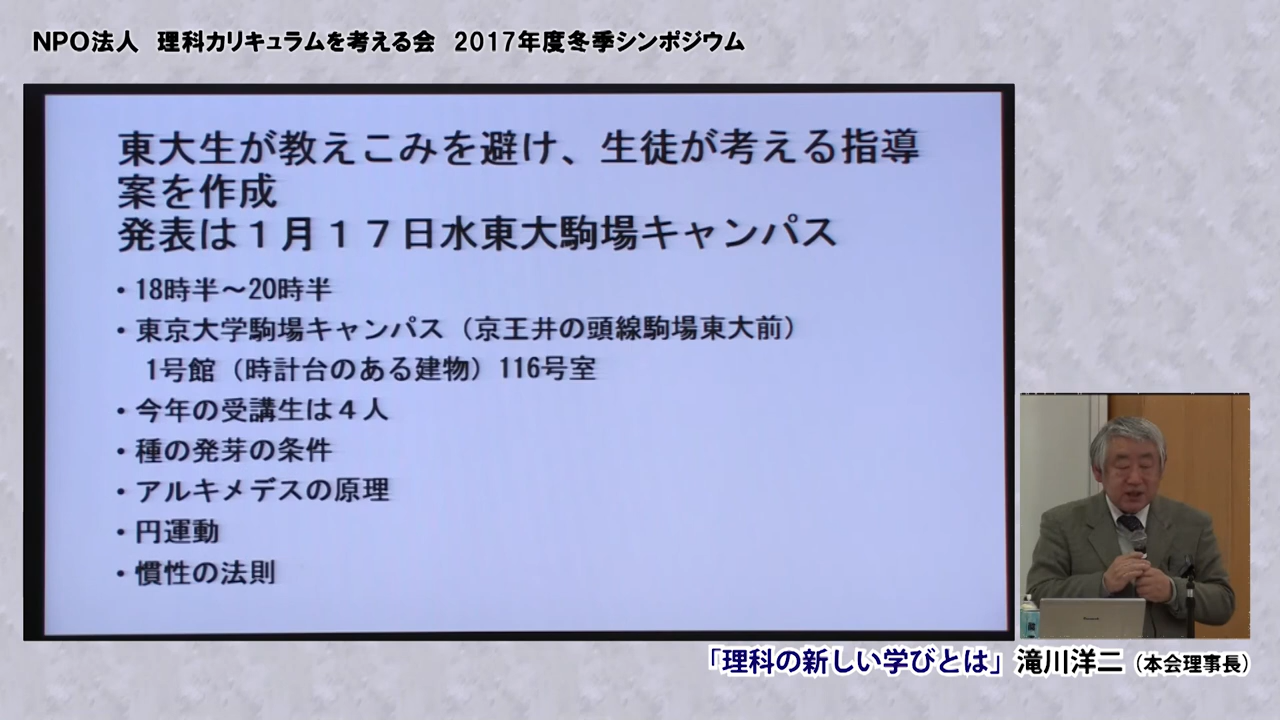 NPO法人　理科カリキュラムを考える会　2017年度冬季シンポジウム
東大生が教えこみを避け、生徒が考える指導
案を作成
発表は１月１７日水東大駒場キャンパス
・18時半～20時半
・東京大学駒場キャンパス（京王井の頭線駒場東大前）
1号館（時計台のある建物）116号室
・今年の受講生は４人
・種の発芽の条件
・アルキメデスの原理
・円運動
・慣性の法則
「理科の新しい学びとは」滝川洋二（本会理事長）